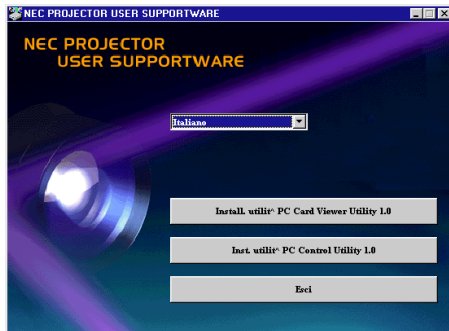 NEC PROJECTOR USER SUPPORTWARE
NEC PROJECTOR
USER SUPPORTWARE
Italiano
Install. utilit^ PC Card Viewer Utility 1.0
Inst. utilit^ PC Control Utility 1.0
Esci